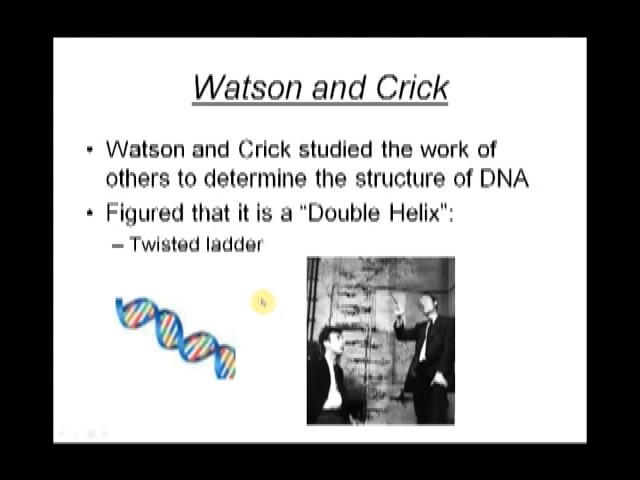 Watson and Crick
• Watson and Crick studied the work of
others to determine the structure of DNA
• Figured that it is a “Double Helix”:
– Twisted ladder